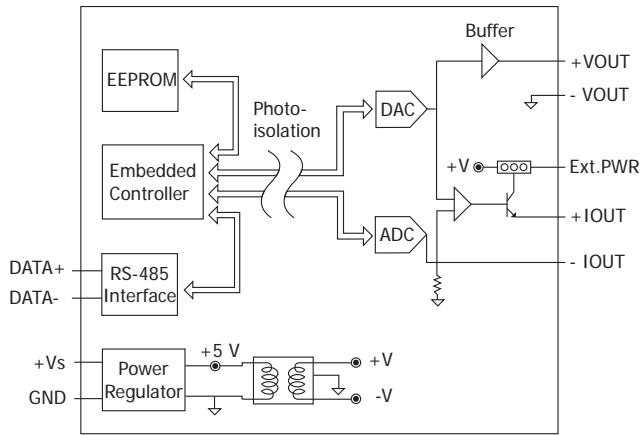 Buffer
EEPROM
Photo-
isolation
DAC
+VOUT
- VOUT
Embedded
Controller
+V
Ext.PWR
+IOUT
ADC
- IOUT
DATA+
DATA-
RS-485
Interface
+Vs
GND
Power
Regulator
+5 V
+V
-V